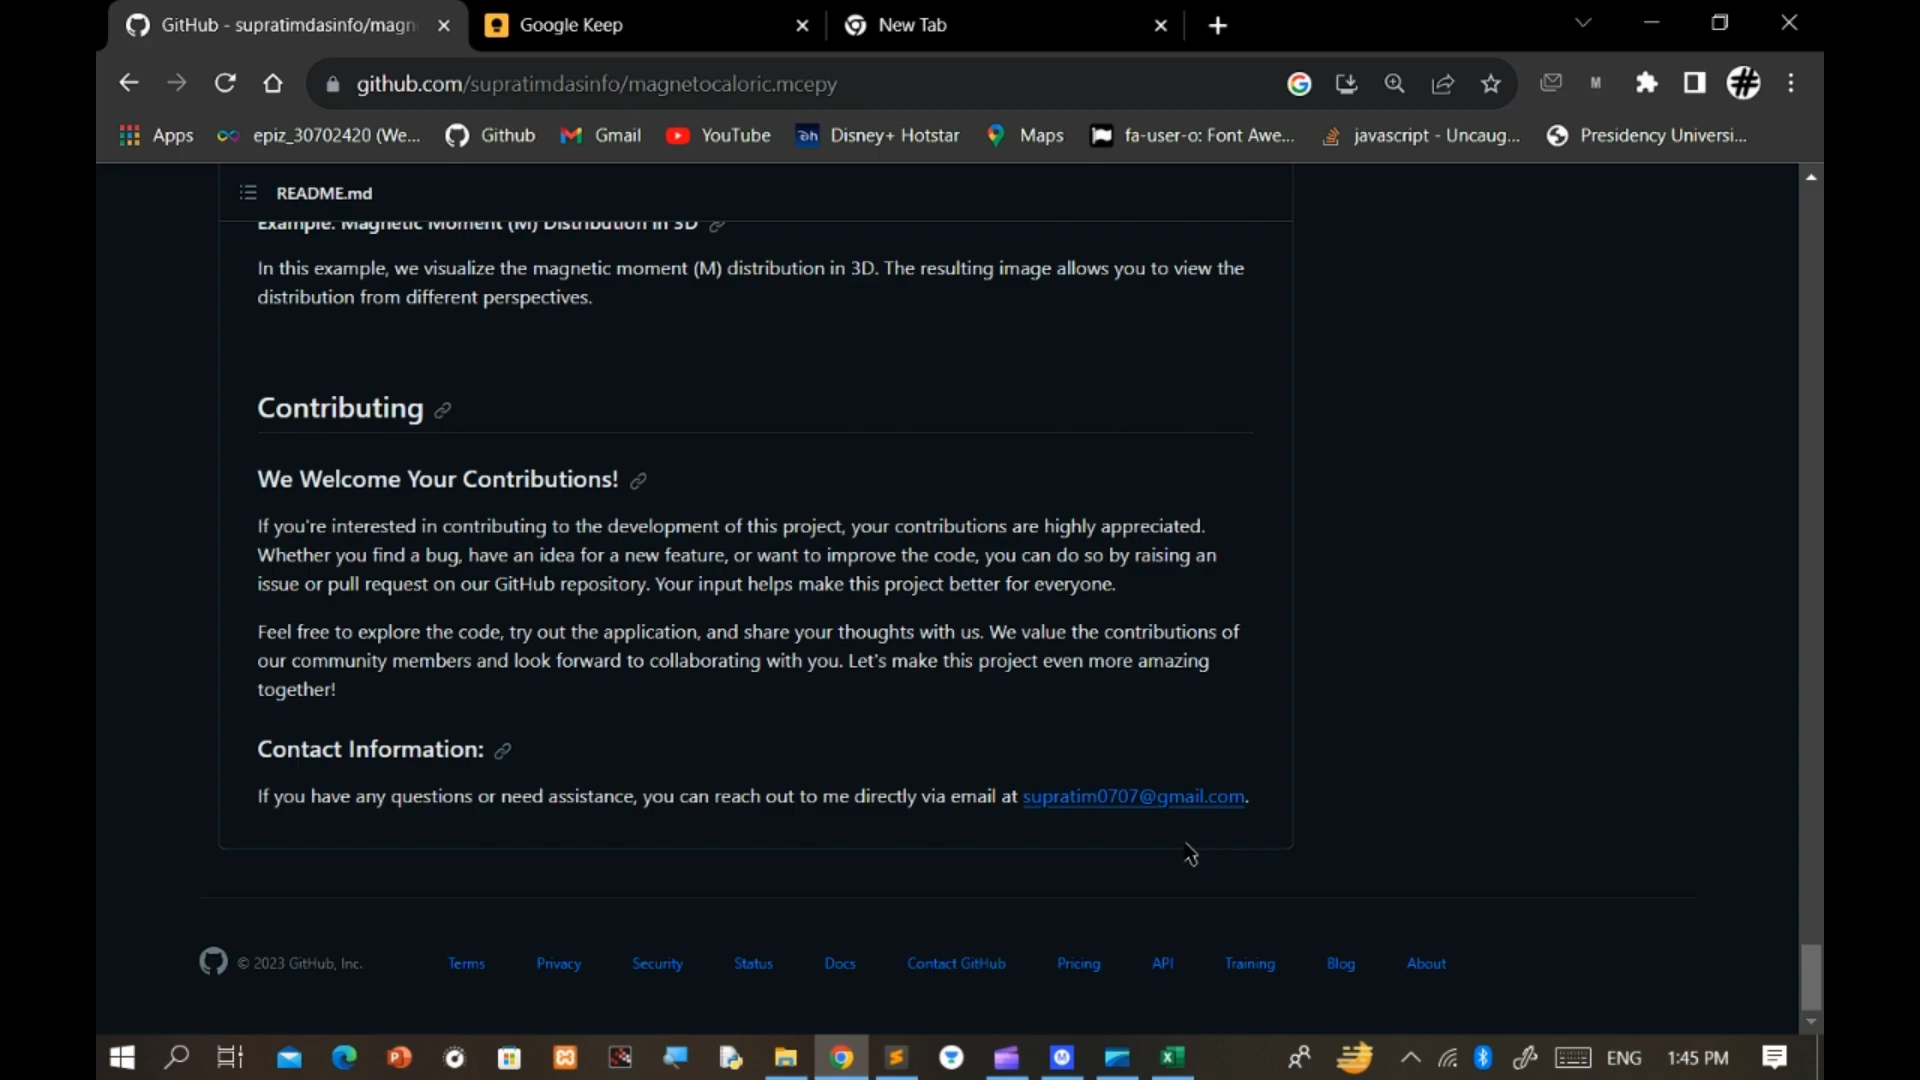 GitHub - supratimdasinfo/magn
Google Keep
New Tab
github.com/supratimdasinfo/magnetocaloric.mcepy
Apps
epiz_30702420 (We...
Github
Gmail
YouTube
Disney+ Hotstar
Maps
fa-user-o: Font Awe...
javascript - Uncaug...
Presidency Universi...
README.md
Example: Magnetic Moment (M) Distribution in 3D
In this example, we visualize the magnetic moment (M) distribution in 3D. The resulting image allows you to view the
distribution from different perspectives.
Contributing
We Welcome Your Contributions!
If you're interested in contributing to the development of this project, your contributions are highly appreciated.
Whether you find a bug, have an idea for a new feature, or want to improve the code, you can do so by raising an
issue or pull request on our GitHub repository. Your input helps make this project better for everyone.
Feel free to explore the code, try out the application, and share your thoughts with us. We value the contributions of
our community members and look forward to collaborating with you. Let's make this project even more amazing
together!
Contact Information:
If you have any questions or need assistance, you can reach out to me directly via email at supratim0707@gmail.com.
© 2023 GitHub, Inc.
Terms
Privacy
Security
Status
Docs
Contact GitHub
Pricing
API
Training
Blog
About
ENG
1:45 PM